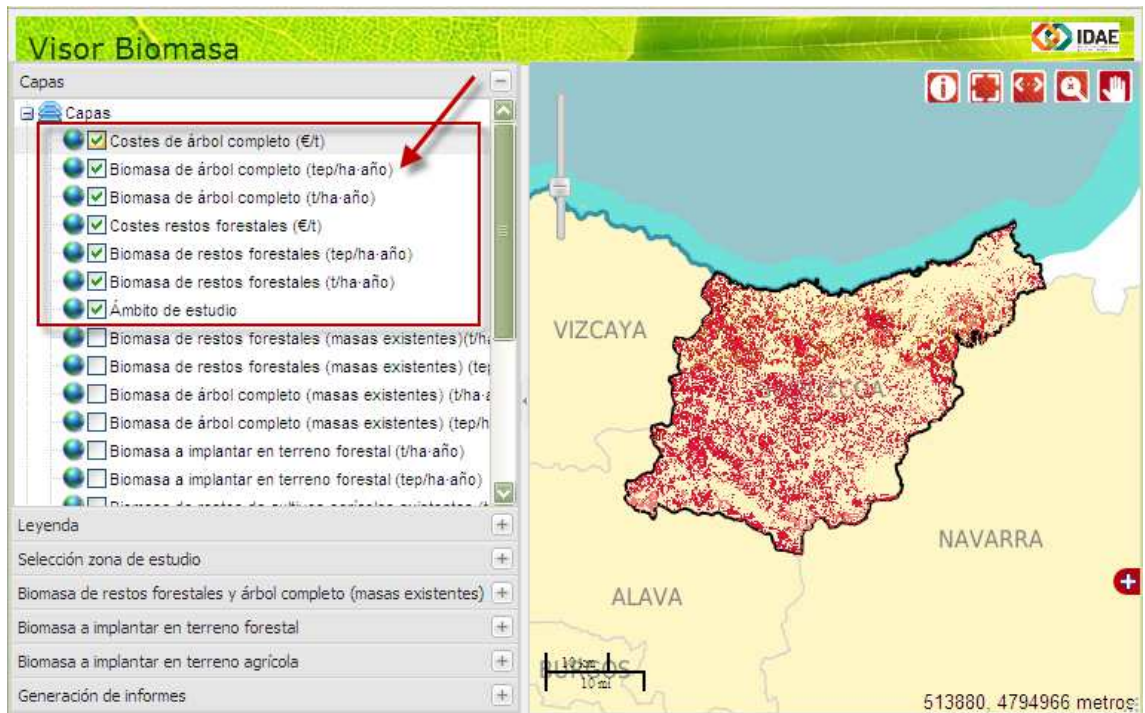 Visor Biomasa
IDAE
Capas
Capas
Costes de árbol completo (€/t)
Biomasa de árbol completo (tep/ha·año)
Biomasa de árbol completo (t/ha·año)
Costes restos forestales (€/t)
Biomasa de restos forestales (tep/ha·año)
Biomasa de restos forestales (t/ha·año)
Ámbito de estudio
Biomasa de restos forestales (masas existentes)(t/ha
Biomasa de restos forestales (masas existentes) (tep
Biomasa de árbol completo (masas existentes) (t/ha·a
Biomasa de árbol completo (masas existentes) (tep/h
Biomasa a implantar en terreno forestal (t/ha·año)
Biomasa a implantar en terreno forestal (tep/ha·año)
Leyenda
Selección zona de estudio
Biomasa de restos forestales y árbol completo (masas existentes)
Biomasa a implantar en terreno forestal
Biomasa a implantar en terreno agrícola
Generación de informes
VIZCAYA
NAVARRA
ALAVA
BURGOS
10 km
10 mi
513880, 4794966 metros